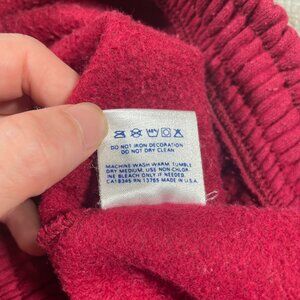 DO NOT IRON DECORATION
DO NOT DRY CLEAN
MACHINE WASH WARM, TUMBLE
DRY MEDIUM, USE NON-CHLOR
INE BLEACH ONLY IF NEEDED.
CA19345 RN 13765 MADE IN U.S.A.